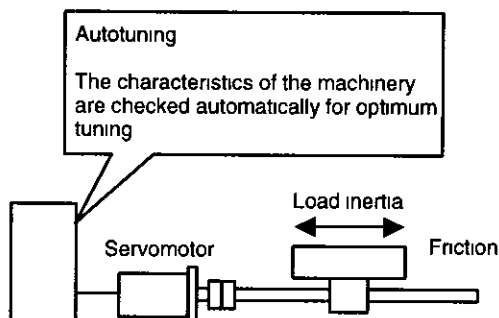 Autotuning
The characteristics of the machinery
are checked automatically for optimum
tuning
Load inertia
Servomotor
Friction